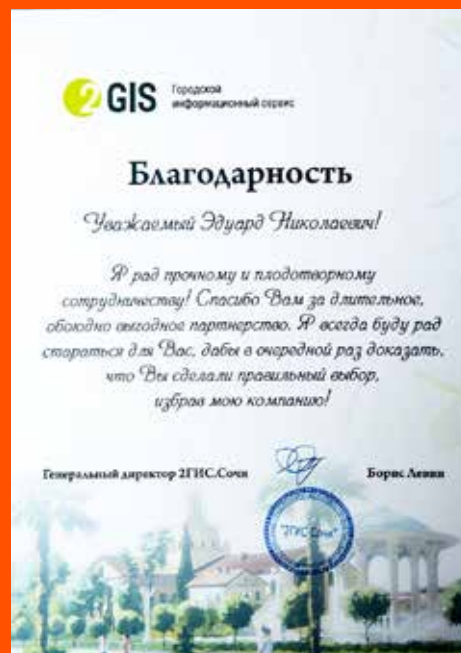 2GIS Городской
информационный сервис
Благодарность
Уважаемый Эдуард Николаевич!
Я рад прочному и плодотворному
сотрудничеству! Спасибо Вам за длительное,
обоюдно выгодное партнерство. Я всегда буду рад
стараться для Вас, дабы в очередной раз доказать,
что Вы сделали правильный выбор,
избрав мою компанию!
Генеральный директор 2ГИС.Сочи Борис Левин
"2ГИС.Сочи"